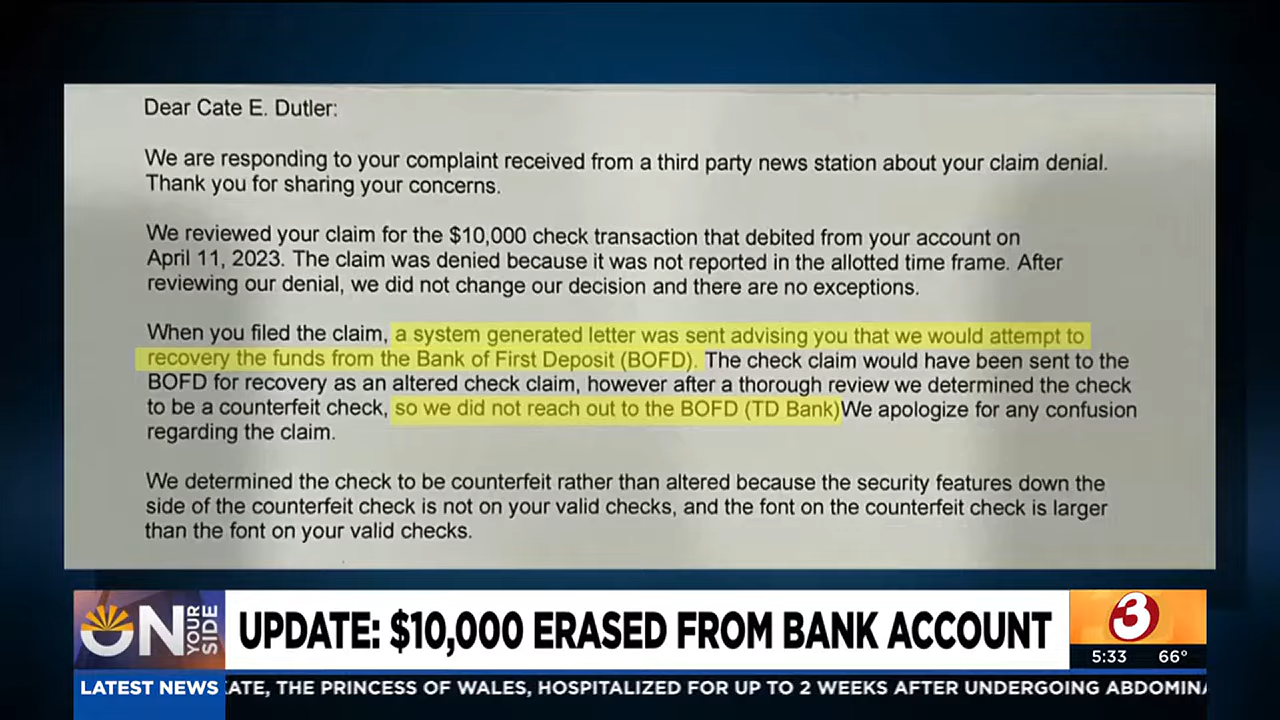 Dear Cate E. Dutler:
We are responding to your complaint received from a third party news station about your claim denial.
Thank you for sharing your concerns.
We reviewed your claim for the $10,000 check transaction that debited from your account on
April 11, 2023. The claim was denied because it was not reported in the allotted time frame. After
reviewing our denial, we did not change our decision and there are no exceptions.
When you filed the claim, a system generated letter was sent advising you that we would attempt to
recovery the funds from the Bank of First Deposit (BOFD). The check claim would have been sent to the
BOFD for recovery as an altered check claim, however after a thorough review we determined the check
to be a counterfeit check, so we did not reach out to the BOFD (TD Bank)We apologize for any confusion
regarding the claim.
We determined the check to be counterfeit rather than altered because the security features down the
side of the counterfeit check is not on your valid checks, and the font on the counterfeit check is larger
than the font on your valid checks.
ON YOUR SIDE
UPDATE: $10,000 ERASED FROM BANK ACCOUNT
3
5:33 66°
LATEST NEWS
ATE, THE PRINCESS OF WALES, HOSPITALIZED FOR UP TO 2 WEEKS AFTER UNDERGOING ABDOMIN